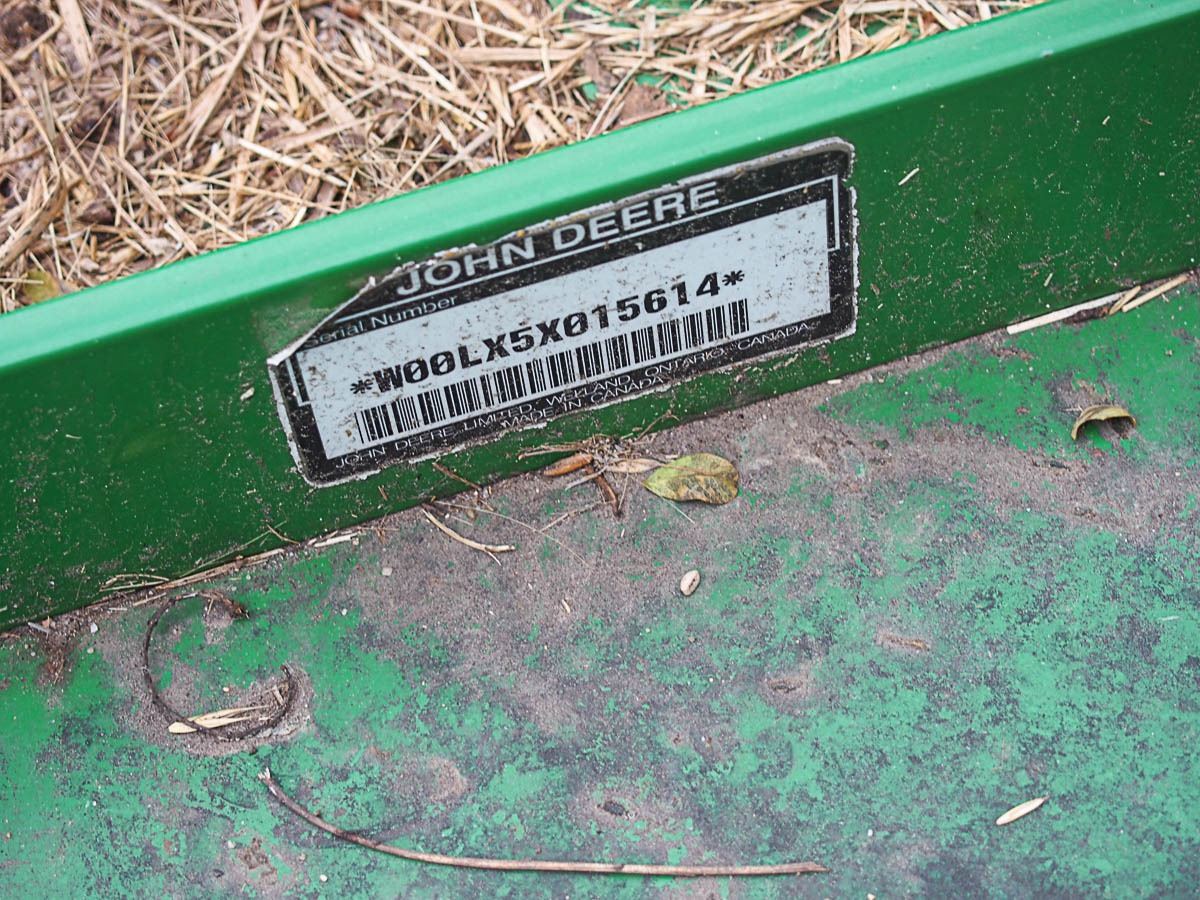 JOHN DEERE
Serial Number
*W00LX5X015614*
JOHN DEERE LIMITED, WELLAND, ONTARIO, CANADA
MADE IN CANADA